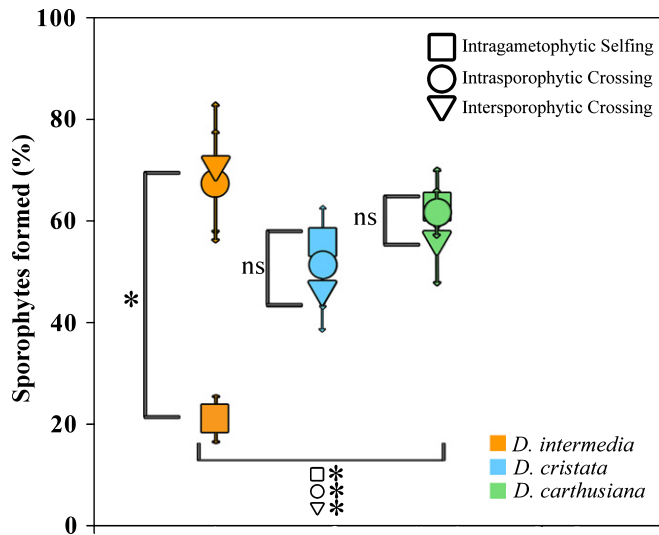 100
Intragametophytic Selfing
Intrasporophytic Crossing
Intersporophytic Crossing
80
Sporophytes formed (%)
60
ns
ns
*
40
20
D. intermedia
D. cristata
D. carthusiana
*
*
*
0